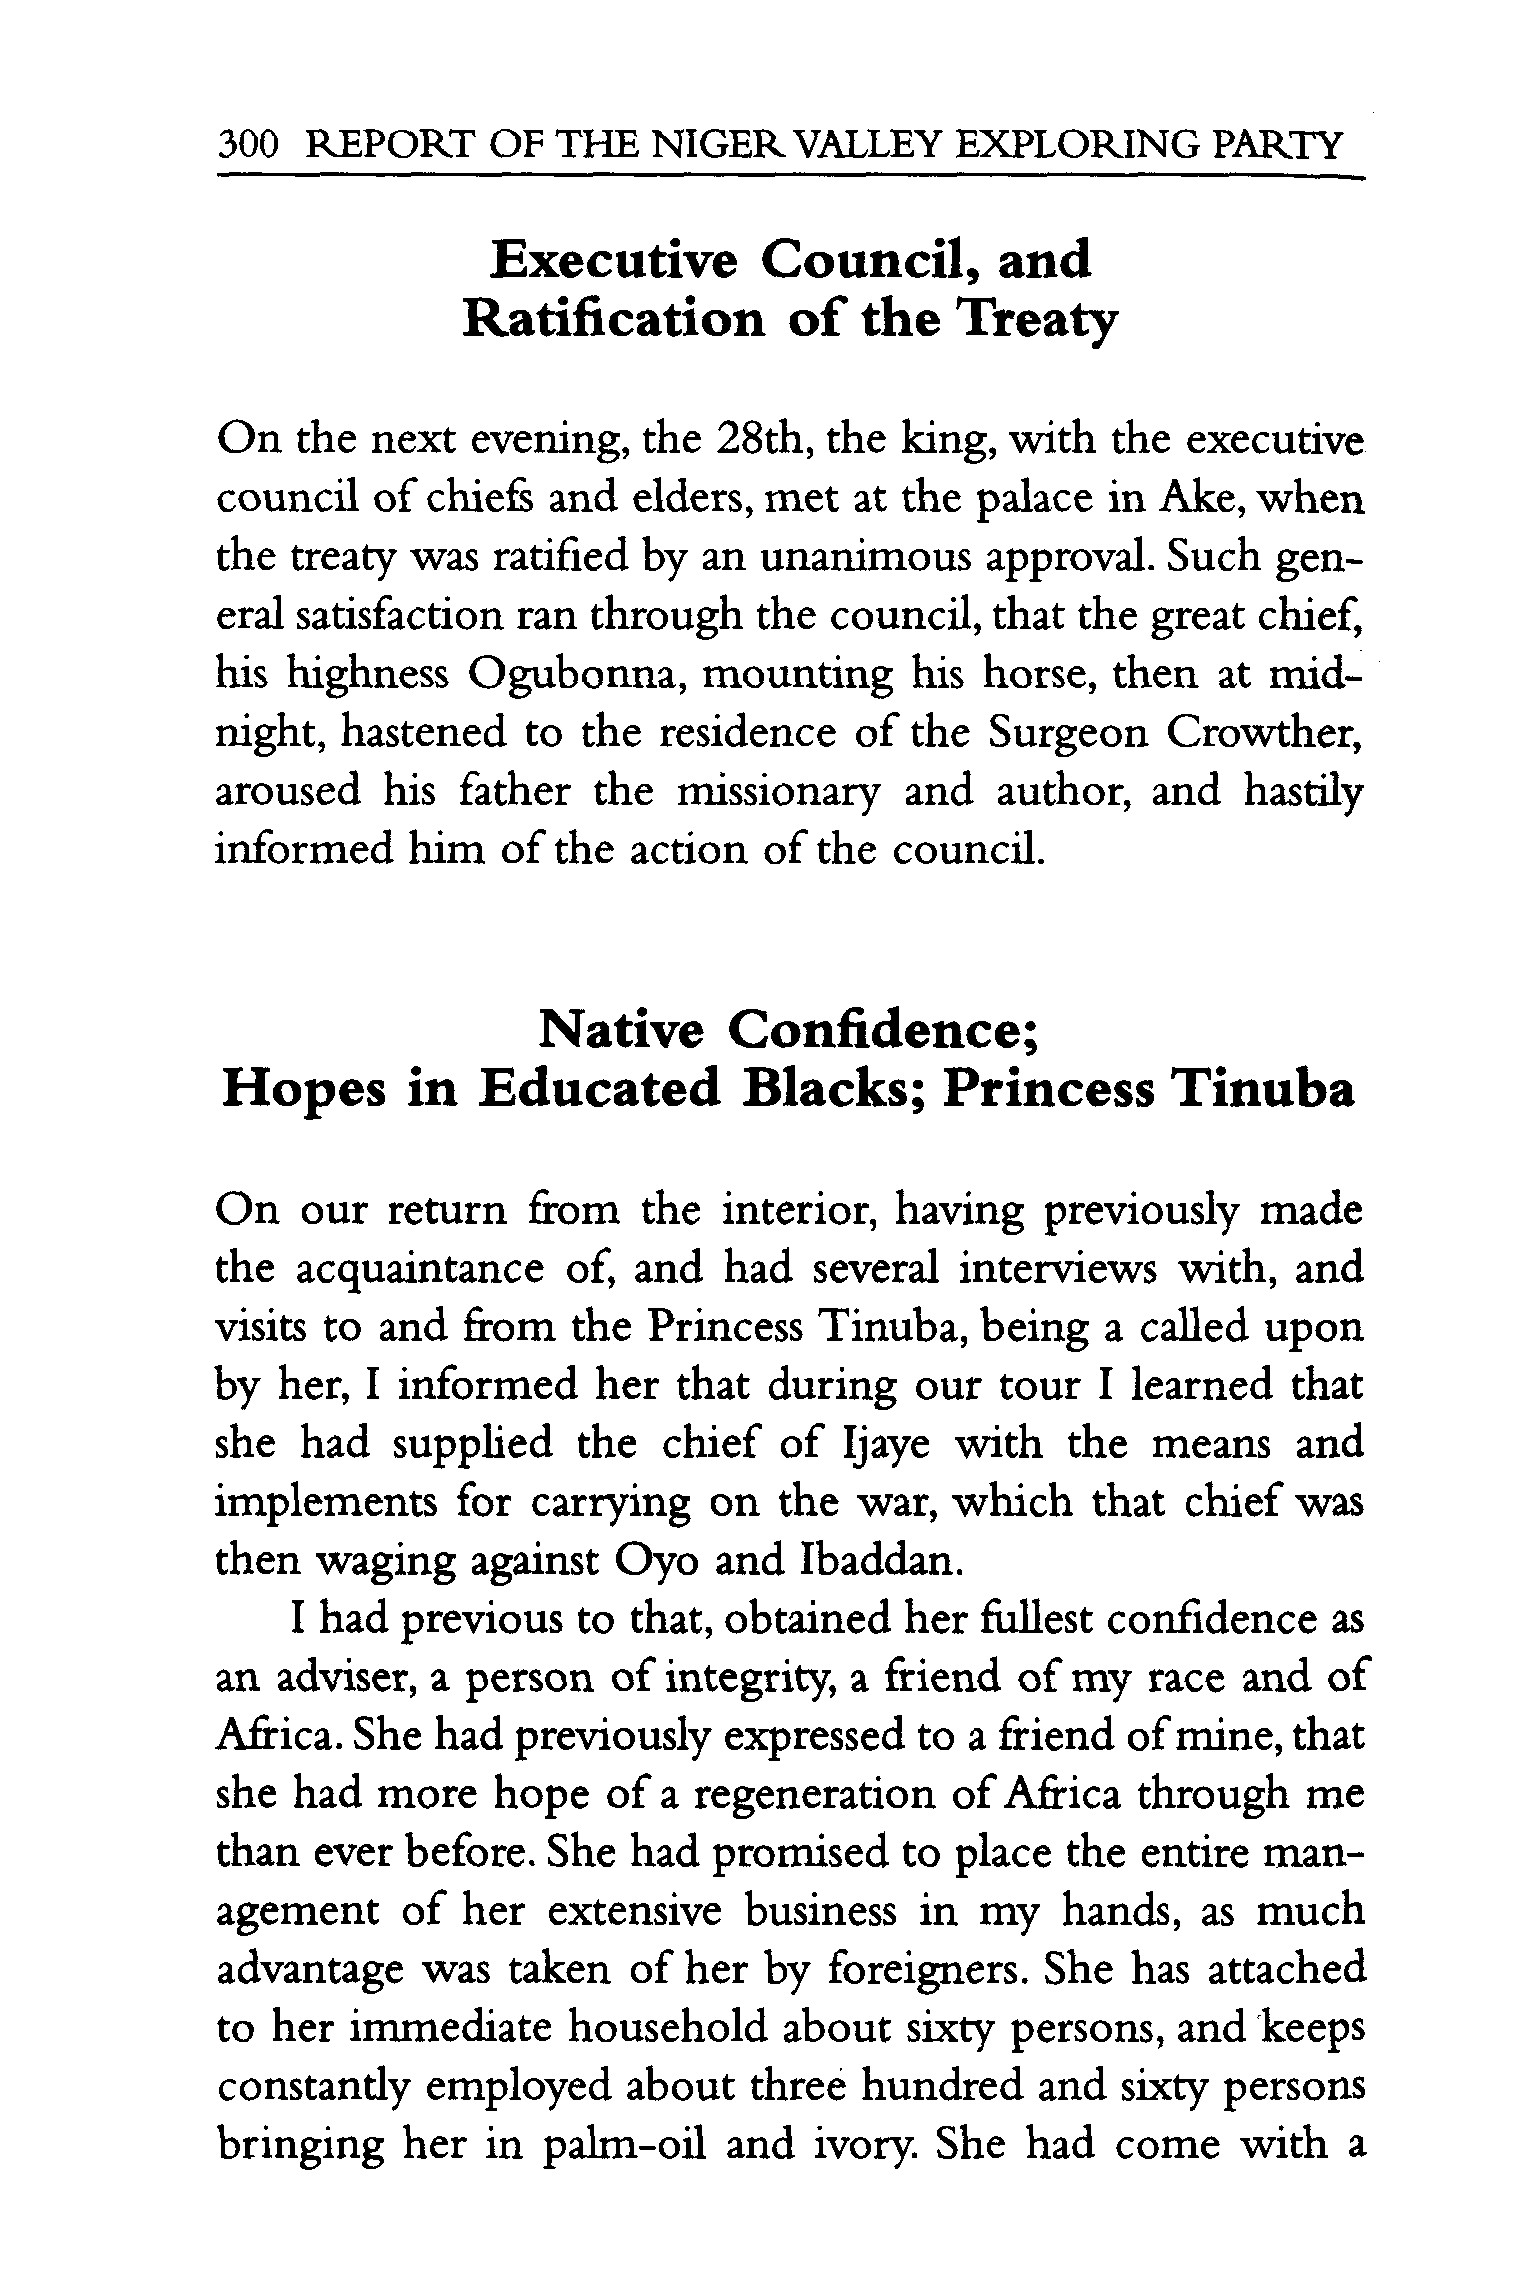 300 REPORT OF THE NIGER VALLEY EXPLORING PARTY
Executive Council, and
Ratification of the Treaty
On the next evening, the 28th, the king, with the executive
council of chiefs and elders, met at the palace in Ake, when
the treaty was ratified by an unanimous approval. Such gen-
eral satisfaction ran through the council, that the great chief,
his highness Ogubonna, mounting his horse, then at mid-
night, hastened to the residence of the Surgeon Crowther,
aroused his father the missionary and author, and hastily
informed him of the action of the council.
Native Confidence;
Hopes in Educated Blacks; Princess Tinuba
On our return from the interior, having previously made
the acquaintance of, and had several interviews with, and
visits to and from the Princess Tinuba, being a called upon
by her, I informed her that during our tour I learned that
she had supplied the chief of Ijaye with the means and
implements for carrying on the war, which that chief was
then waging against Oyo and Ibaddan.
I had previous to that, obtained her fullest confidence as
an adviser, a person of integrity, a friend of my race and of
Africa. She had previously expressed to a friend of mine, that
she had more hope of a regeneration of Africa through me
than ever before. She had promised to place the entire man-
agement of her extensive business in my hands, as much
advantage was taken of her by foreigners. She has attached
to her immediate household about sixty persons, and keeps
constantly employed about three hundred and sixty persons
bringing her in palm-oil and ivory. She had come with a